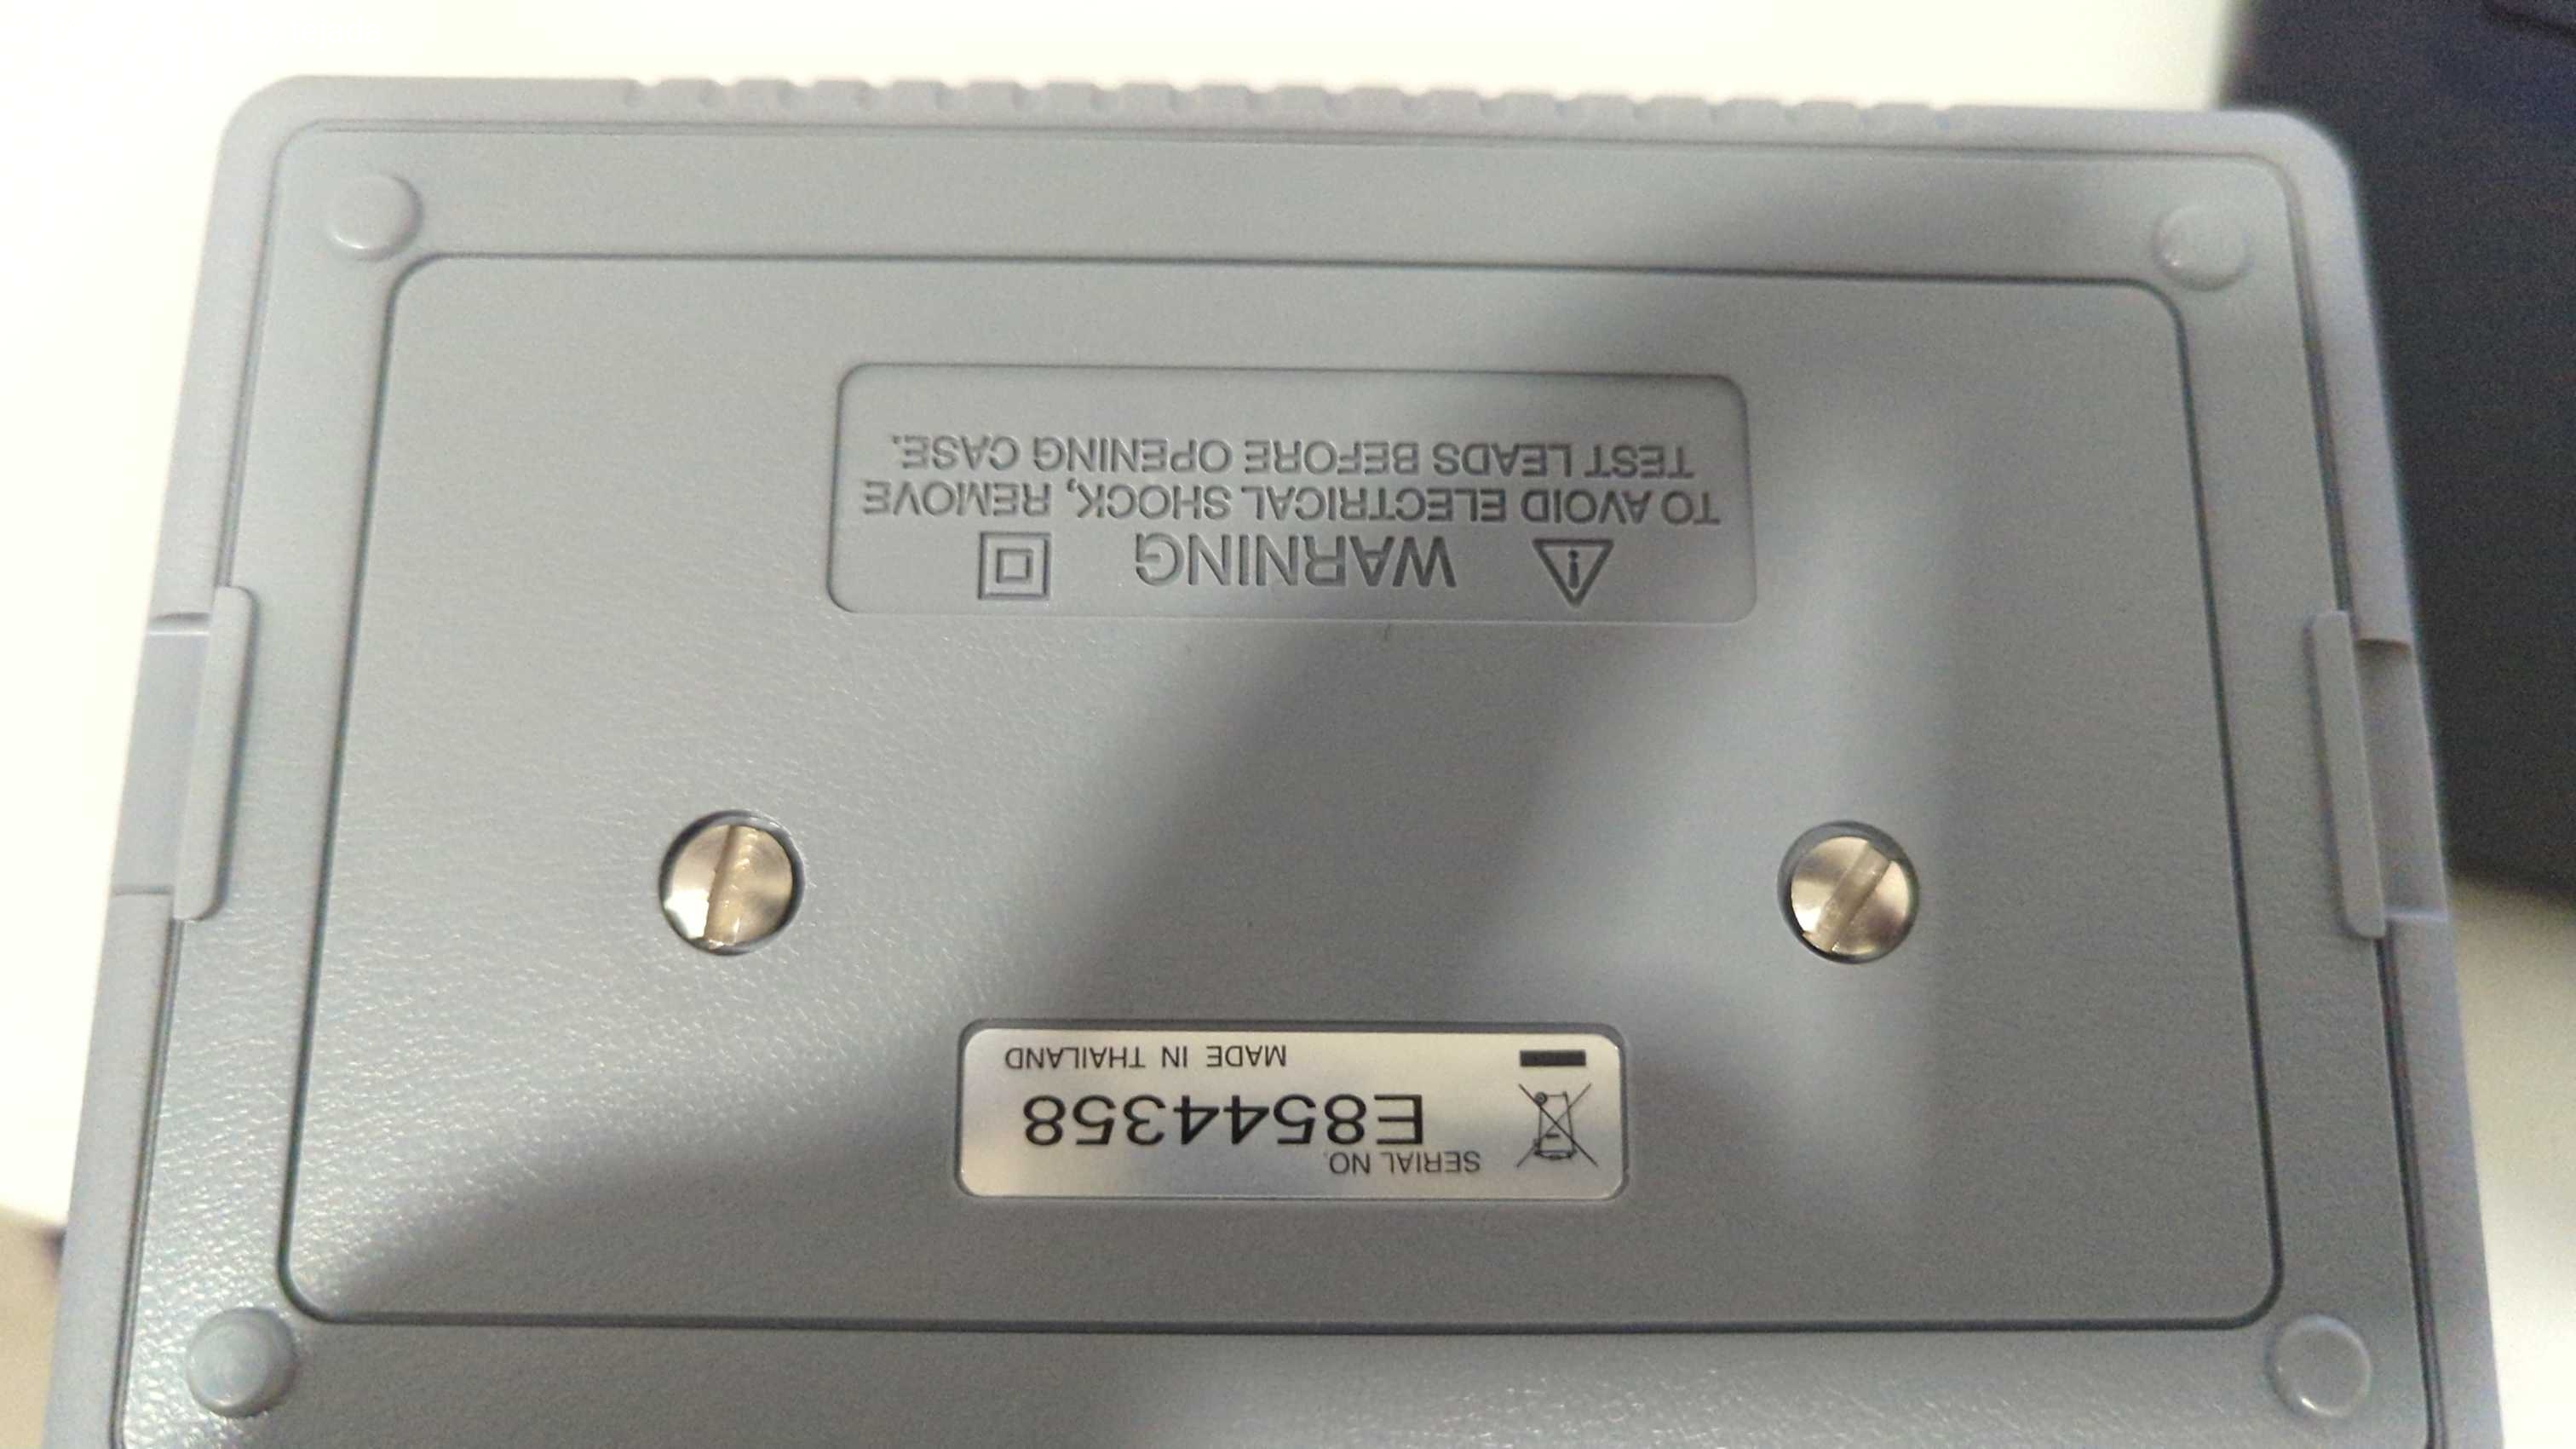 SERIAL NO.
E8544358
MADE IN THAILAND
WARNING
TO AVOID ELECTRICAL SHOCK, REMOVE
TEST LEADS BEFORE OPENING CASE.